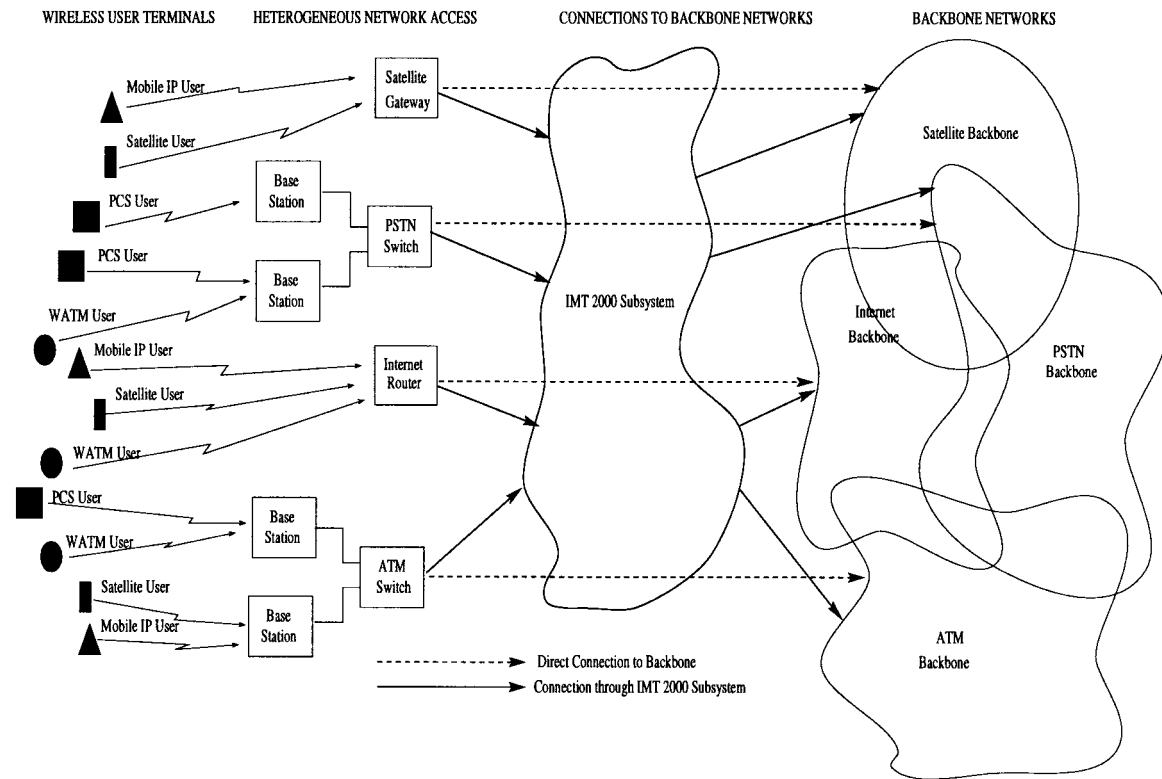 WIRELESS USER TERMINALS
HETEROGENEOUS NETWORK ACCESS
CONNECTIONS TO BACKBONE NETWORKS
BACKBONE NETWORKS
Mobile IP User
Satellite User
PCS User
PCS User
WATM User
Mobile IP User
Satellite User
WATM User
PCS User
WATM User
Satellite User
Mobile IP User
Satellite
Gateway
Base
Station
PSTN
Switch
Base
Station
Internet
Router
Base
Station
ATM
Switch
Base
Station
IMT 2000 Subsystem
Satellite Backbone
Internet
Backbone
PSTN
Backbone
ATM
Backbone
Direct Connection to Backbone
Connection through IMT 2000 Subsystem